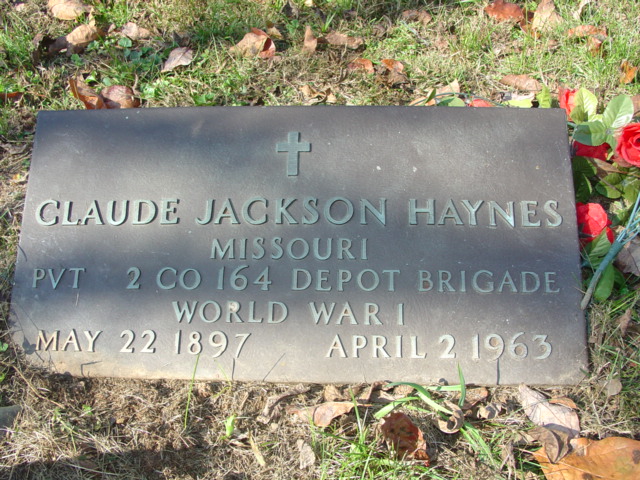 CLAUDE JACKSON HAYNES
MISSOURI
PVT 2 CO 164 DEPOT BRIGADE
WORLD WAR I
MAY 22 1897 APRIL 2 1963